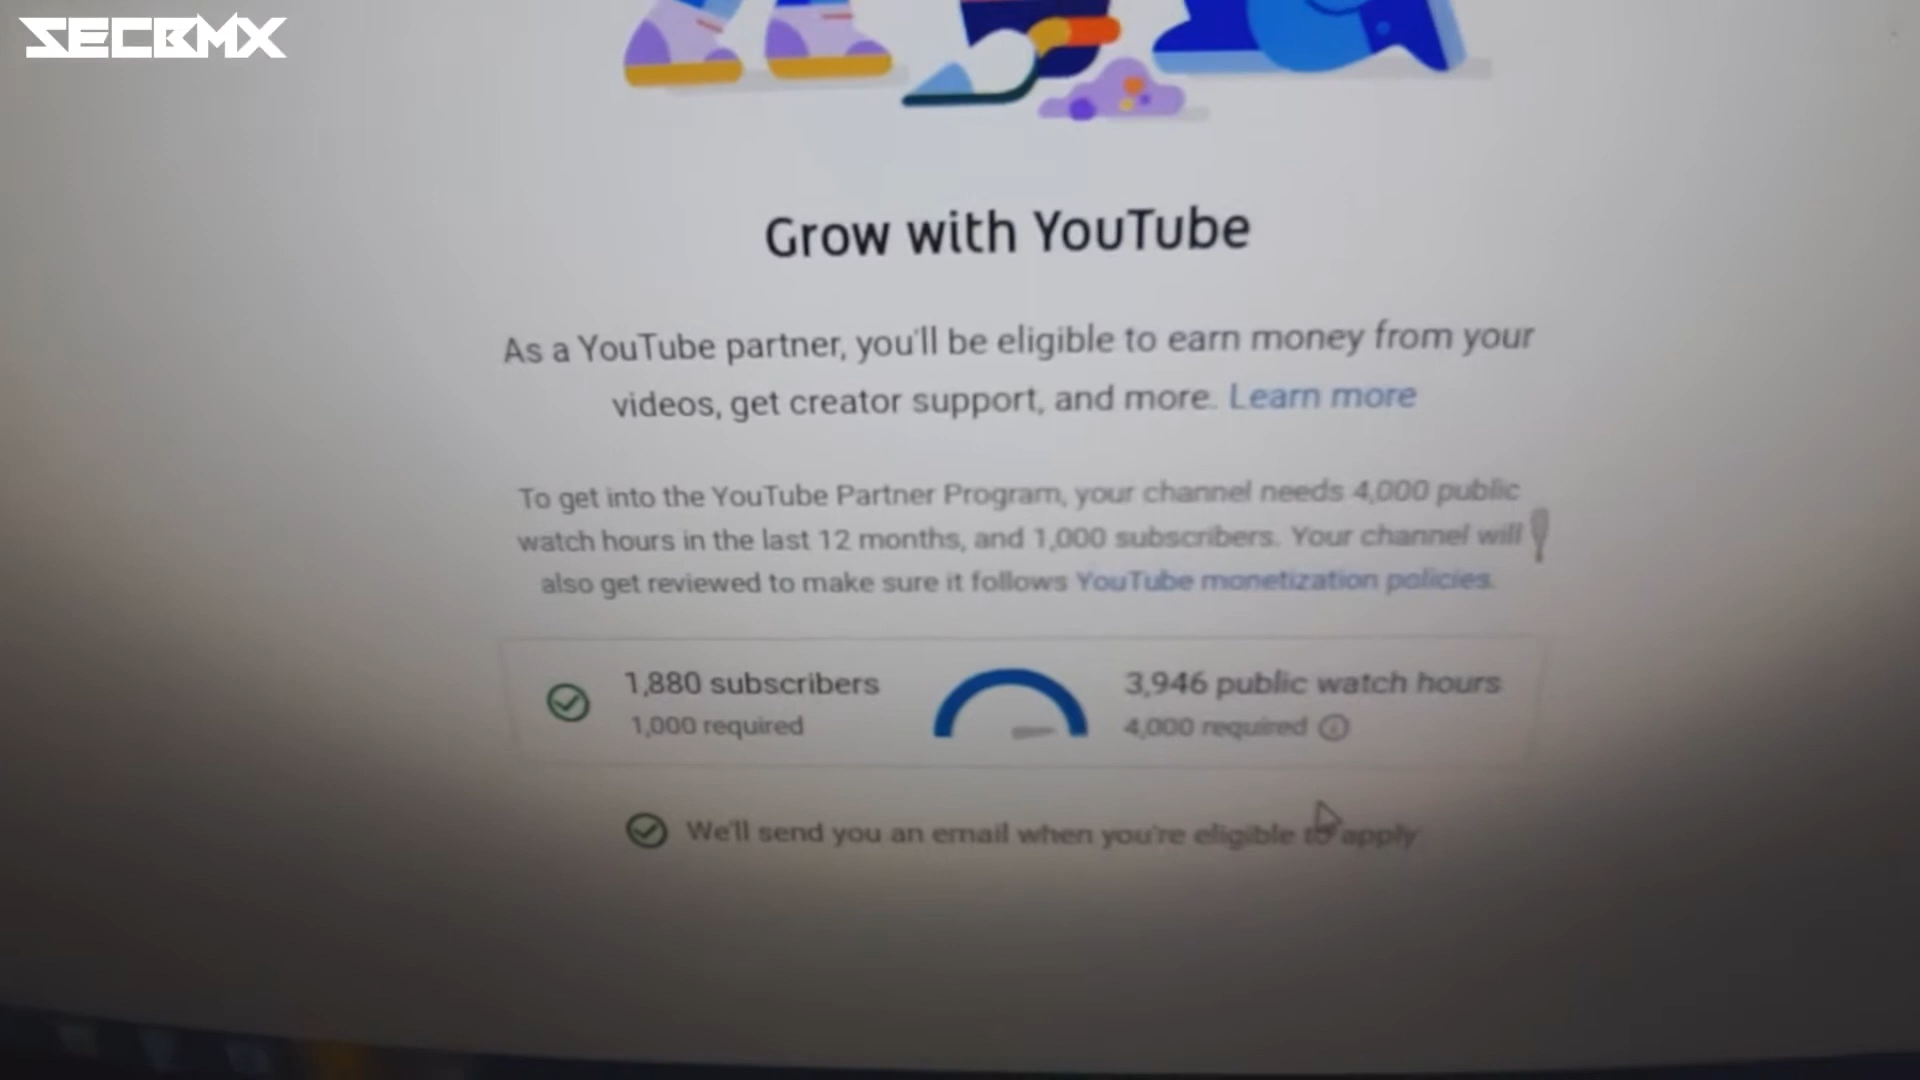 SECBMX
Grow with YouTube
As a YouTube partner, you'll be eligible to earn money from your
videos, get creator support, and more. Learn more
To get into the YouTube Partner Program, your channel needs 4,000 public
watch hours in the last 12 months, and 1,000 subscribers. Your channel will
also get reviewed to make sure it follows YouTube monetization policies.
1,880 subscribers
1,000 required
3,946 public watch hours
4,000 required
We'll send you an email when you're eligible to apply